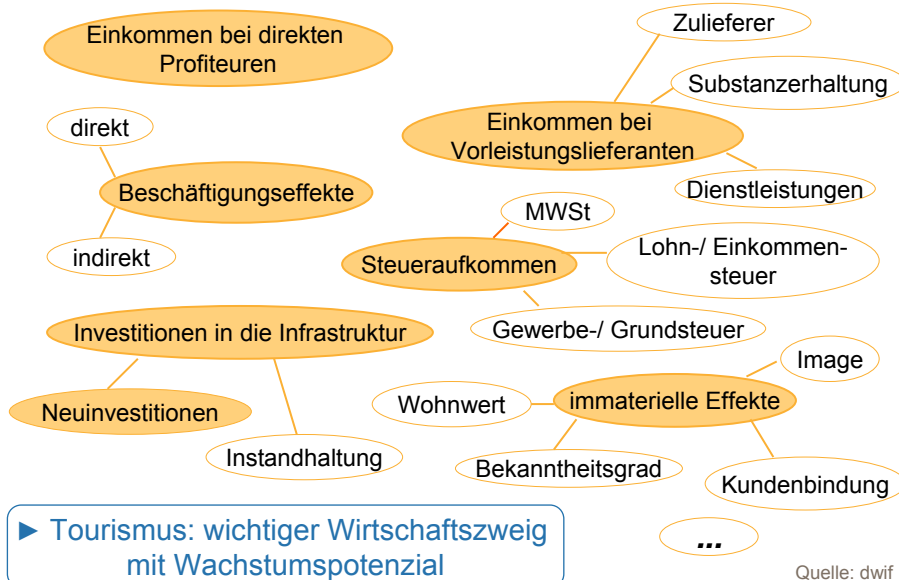 Einkommen bei direkten
Profiteuren
Zulieferer
Substanzerhaltung
Einkommen bei
Vorleistungslieferanten
Dienstleistungen
direkt
Beschäftigungseffekte
indirekt
MWSt
Steueraufkommen
Lohn-/ Einkommen-
steuer
Gewerbe-/ Grundsteuer
Investitionen in die Infrastruktur
Neuinvestitionen
Instandhaltung
Image
Wohnwert
immaterielle Effekte
Bekanntheitsgrad
Kundenbindung
...
► Tourismus: wichtiger Wirtschaftszweig
mit Wachstumspotenzial
Quelle: dwif